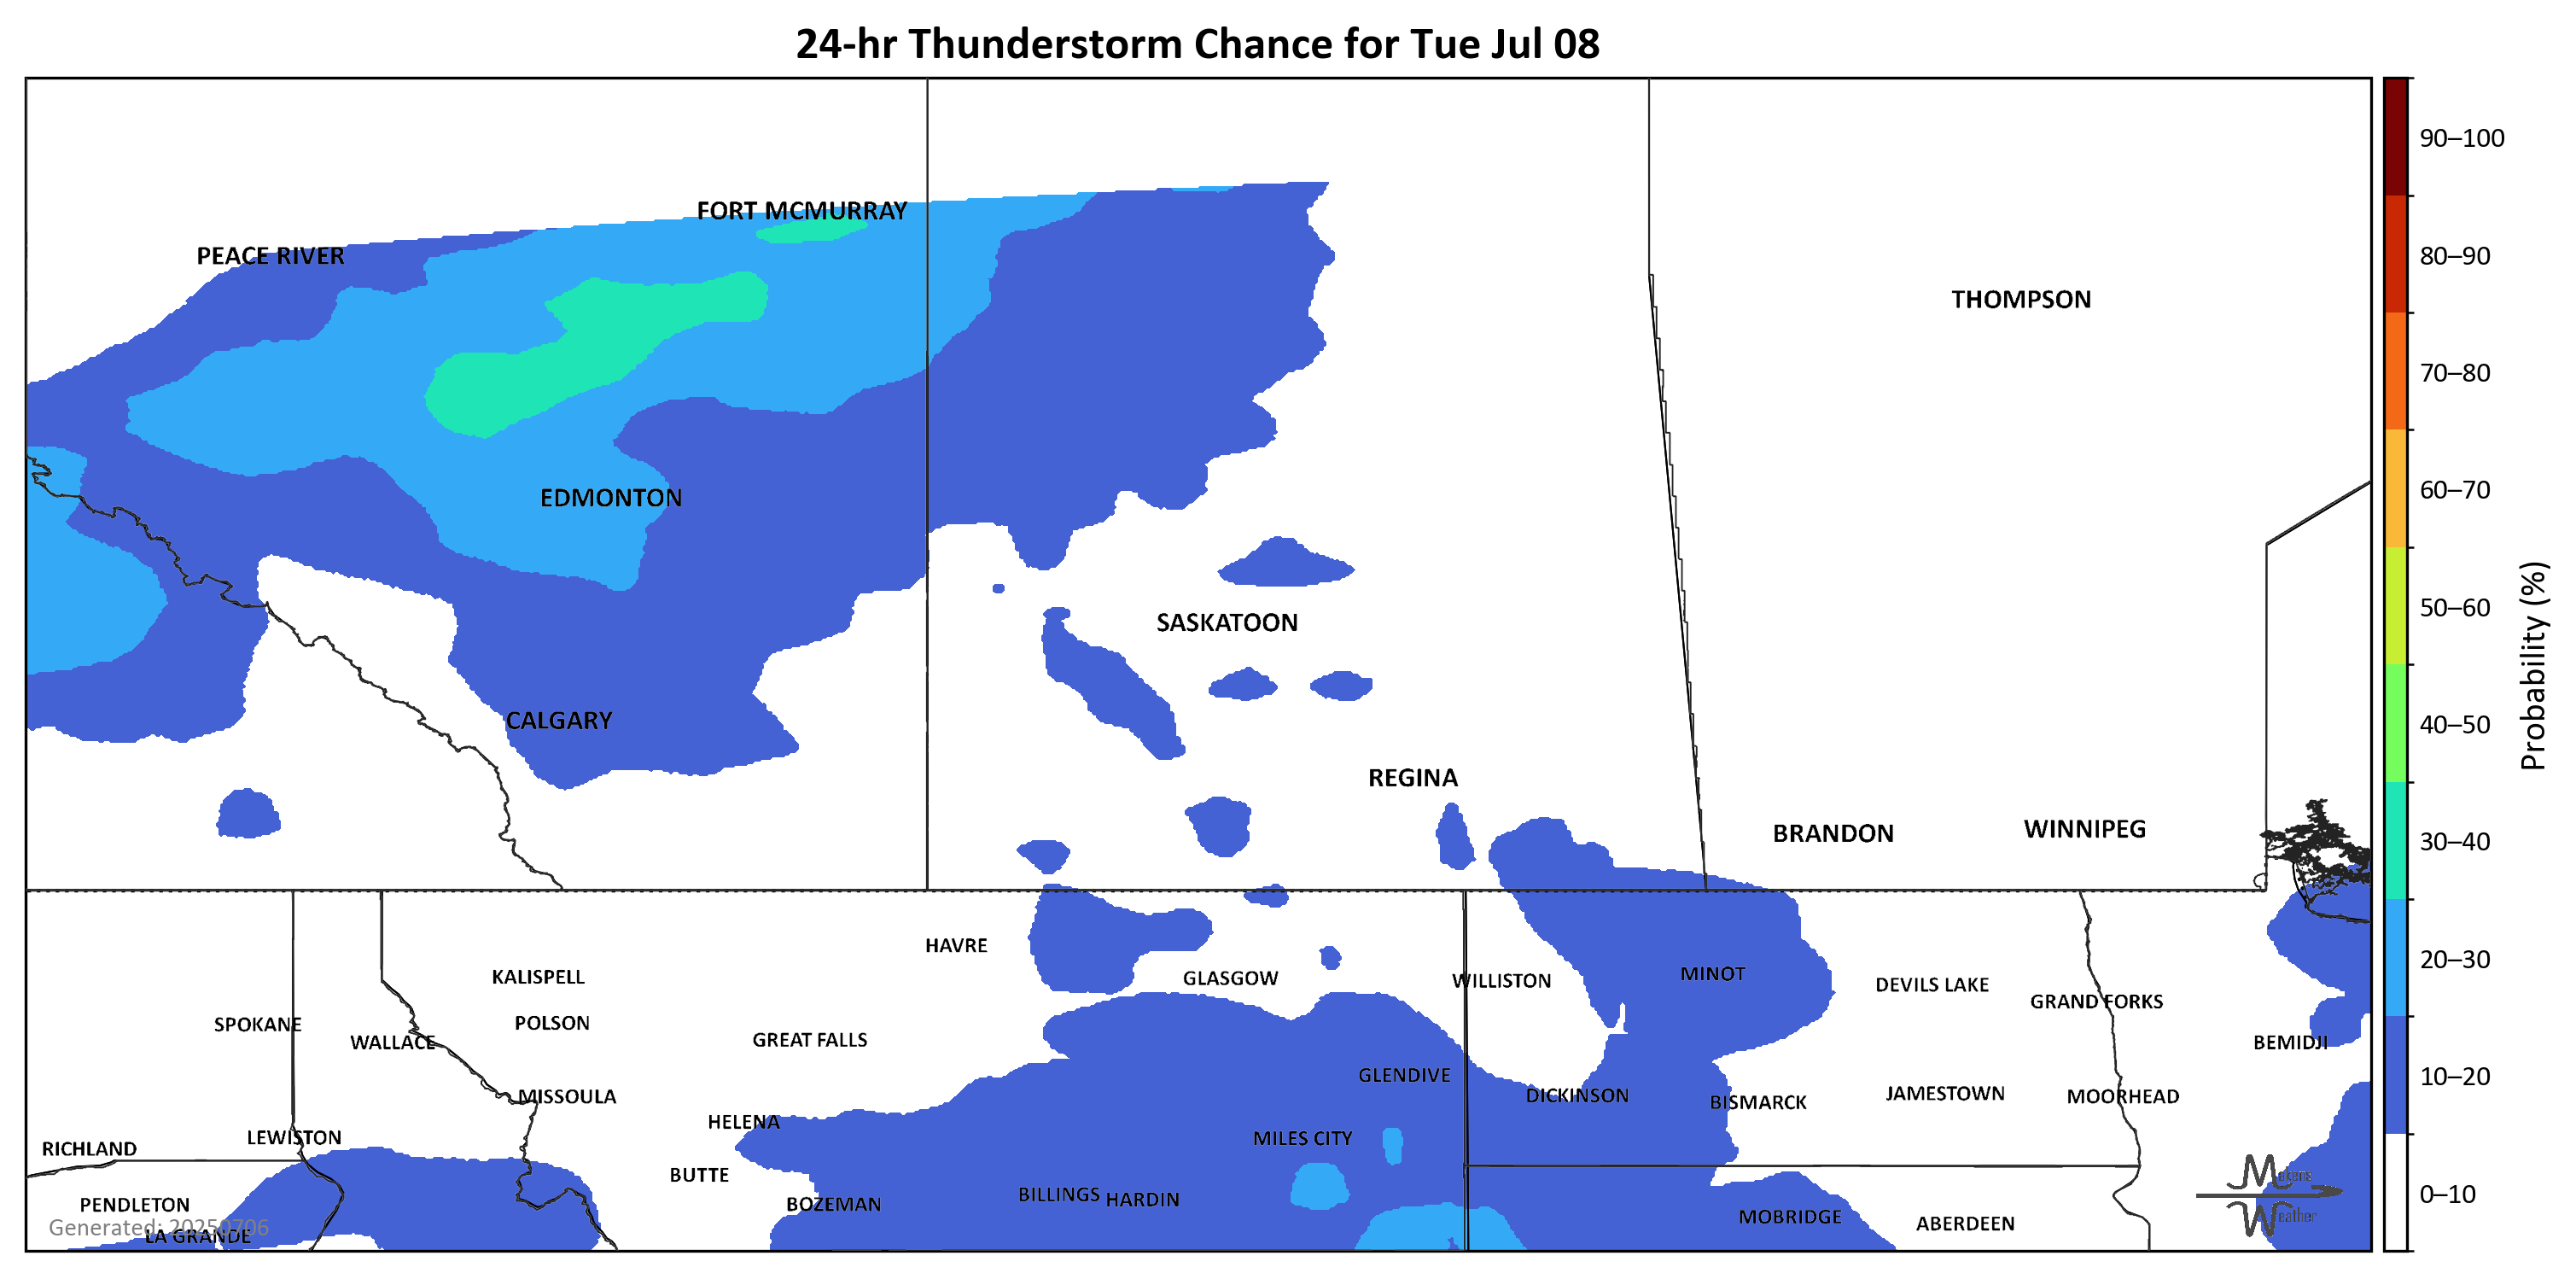 24-hr Thunderstorm Chance for Tue Jul 08
90–100
FORT MCMURRAY
PEACE RIVER
80–90
THOMPSON
70–80
EDMONTON
60–70
50–60
SASKATOON
Probability (%)
CALGARY
40–50
REGINA
BRANDON
WINNIPEG
30–40
HAVRE
KALISPELL
GLASGOW
WILLISTON
MINOT
DEVILS LAKE
20–30
GRAND FORKS
SPOKANE
POLSON
WALLACE
GREAT FALLS
BEMIDJI
GLENDIVE
10–20
MISSOULA
DICKINSON
BISMARCK
JAMESTOWN
MOORHEAD
HELENA
LEWISTON
MILES CITY
RICHLAND
BUTTE
Mekens
0–10
PENDLETON
BOZEMAN
BILLINGS
HARDIN
MOBRIDGE
ABERDEEN
Weather
Generated: 20250706
LA GRANDE